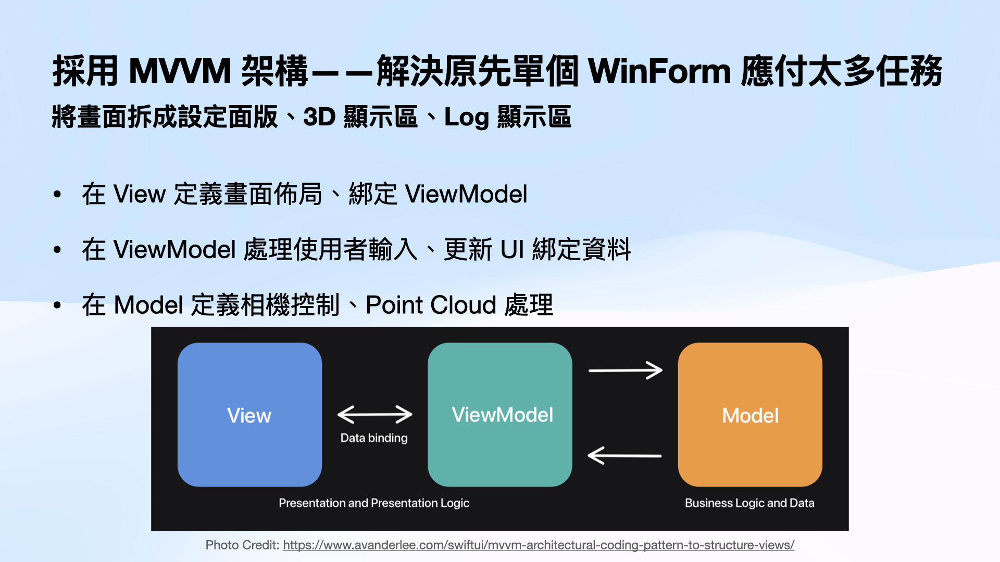 採用 MVVM 架構——解決原先單個 WinForm 應付太多任務
將畫面拆成設定面版、3D 顯示區、Log 顯示區
• 在 View 定義畫面佈局、綁定 ViewModel
• 在 ViewModel 處理使用者輸入、更新 UI 綁定資料
• 在 Model 定義相機控制、Point Cloud 處理
View
ViewModel
Model
Data binding
Presentation and Presentation Logic
Business Logic and Data
Photo Credit: https://www.avanderlee.com/swiftui/mvvm-architectural-coding-pattern-to-structure-views/